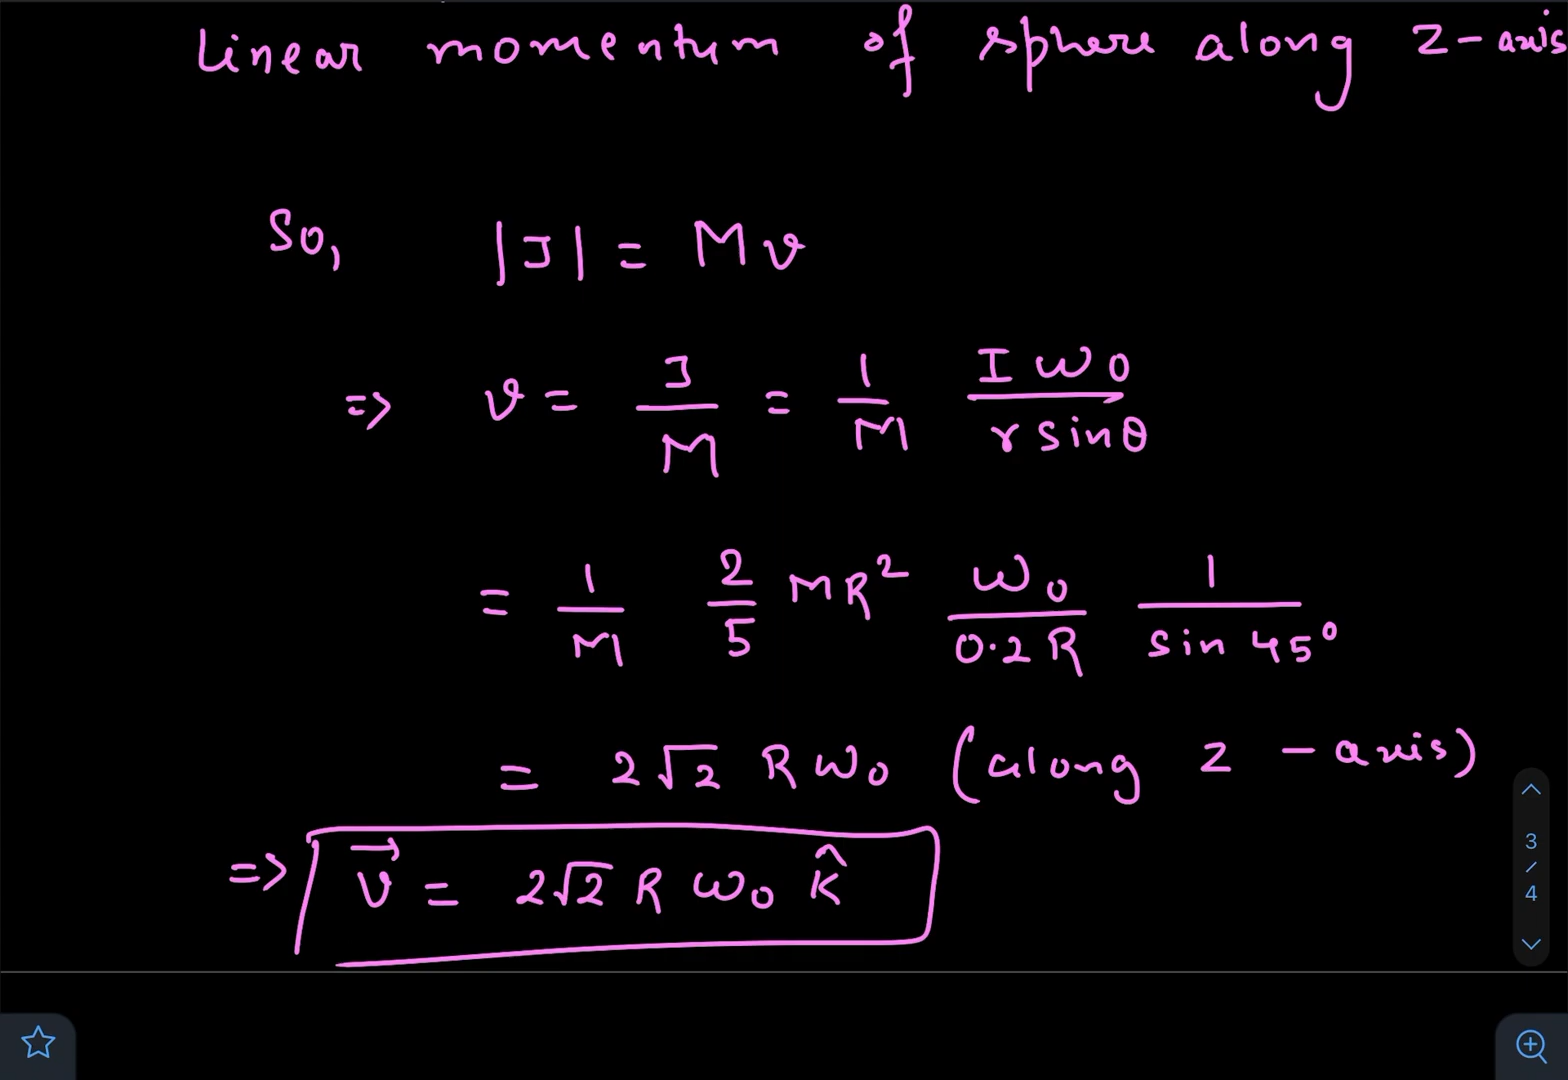 Linear momentum of sphere along z-axis
So, |J| = Mv
=> v = J/M = 1/M Iω0/r sinθ
= 1/M 2/5 MR² ω0/0.2R 1/sin 45°
= 2√2 Rω0 (along z-axis)
=> v⃗ = 2√2 R ω0 k̂
3
/
4